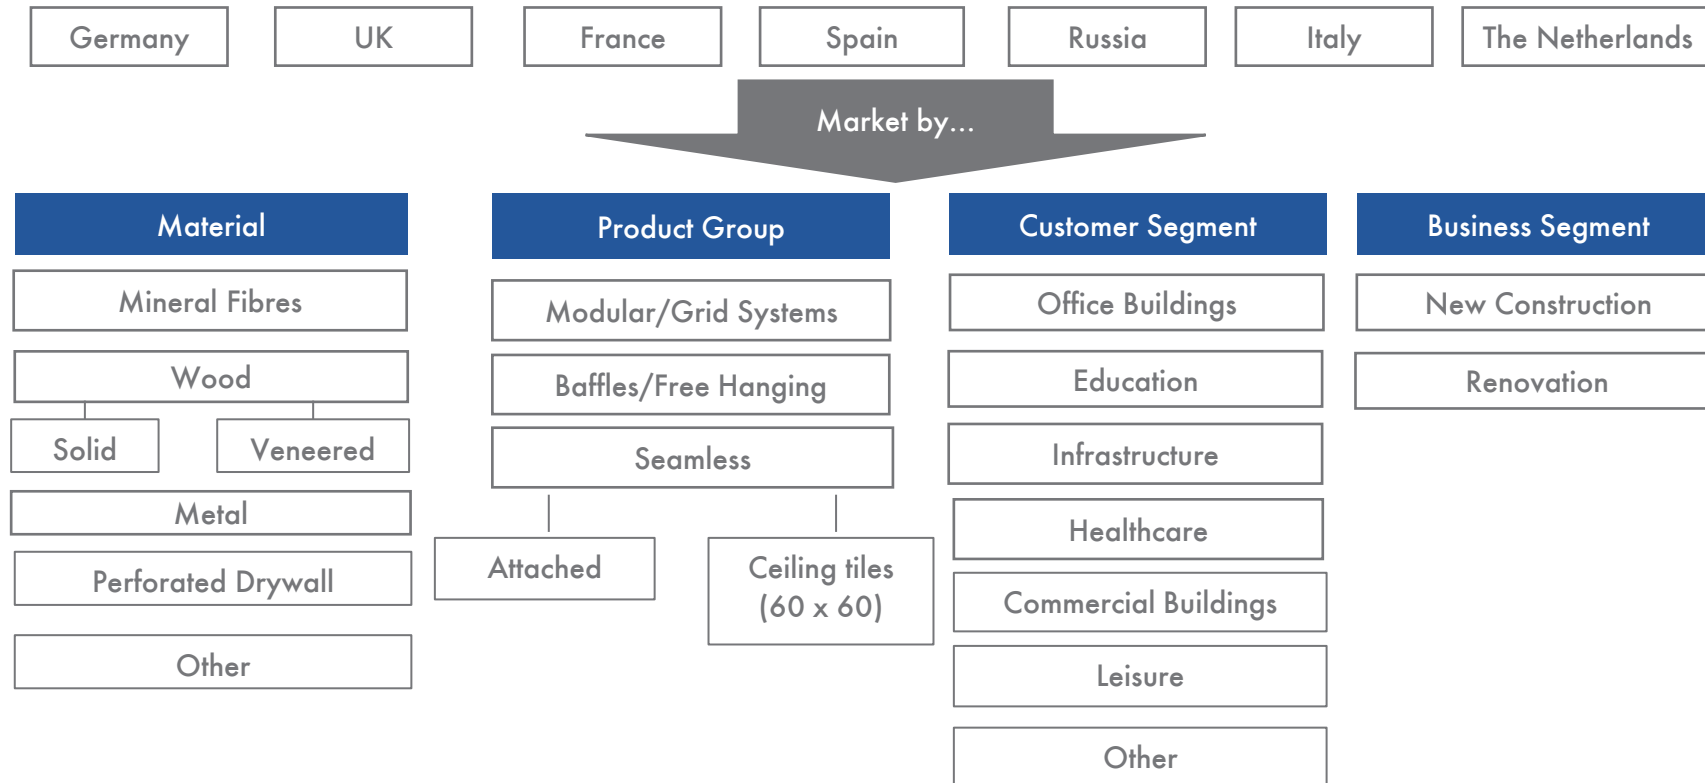 Germany
UK
France
Spain
Russia
Italy
The Netherlands
Market by...
Material
Mineral Fibres
Wood
Solid
Veneered
Metal
Perforated Drywall
Other
Product Group
Modular/Grid Systems
Baffles/Free Hanging
Seamless
Attached
Ceiling tiles
(60 x 60)
Customer Segment
Office Buildings
Education
Infrastructure
Healthcare
Commercial Buildings
Leisure
Other
Business Segment
New Construction
Renovation